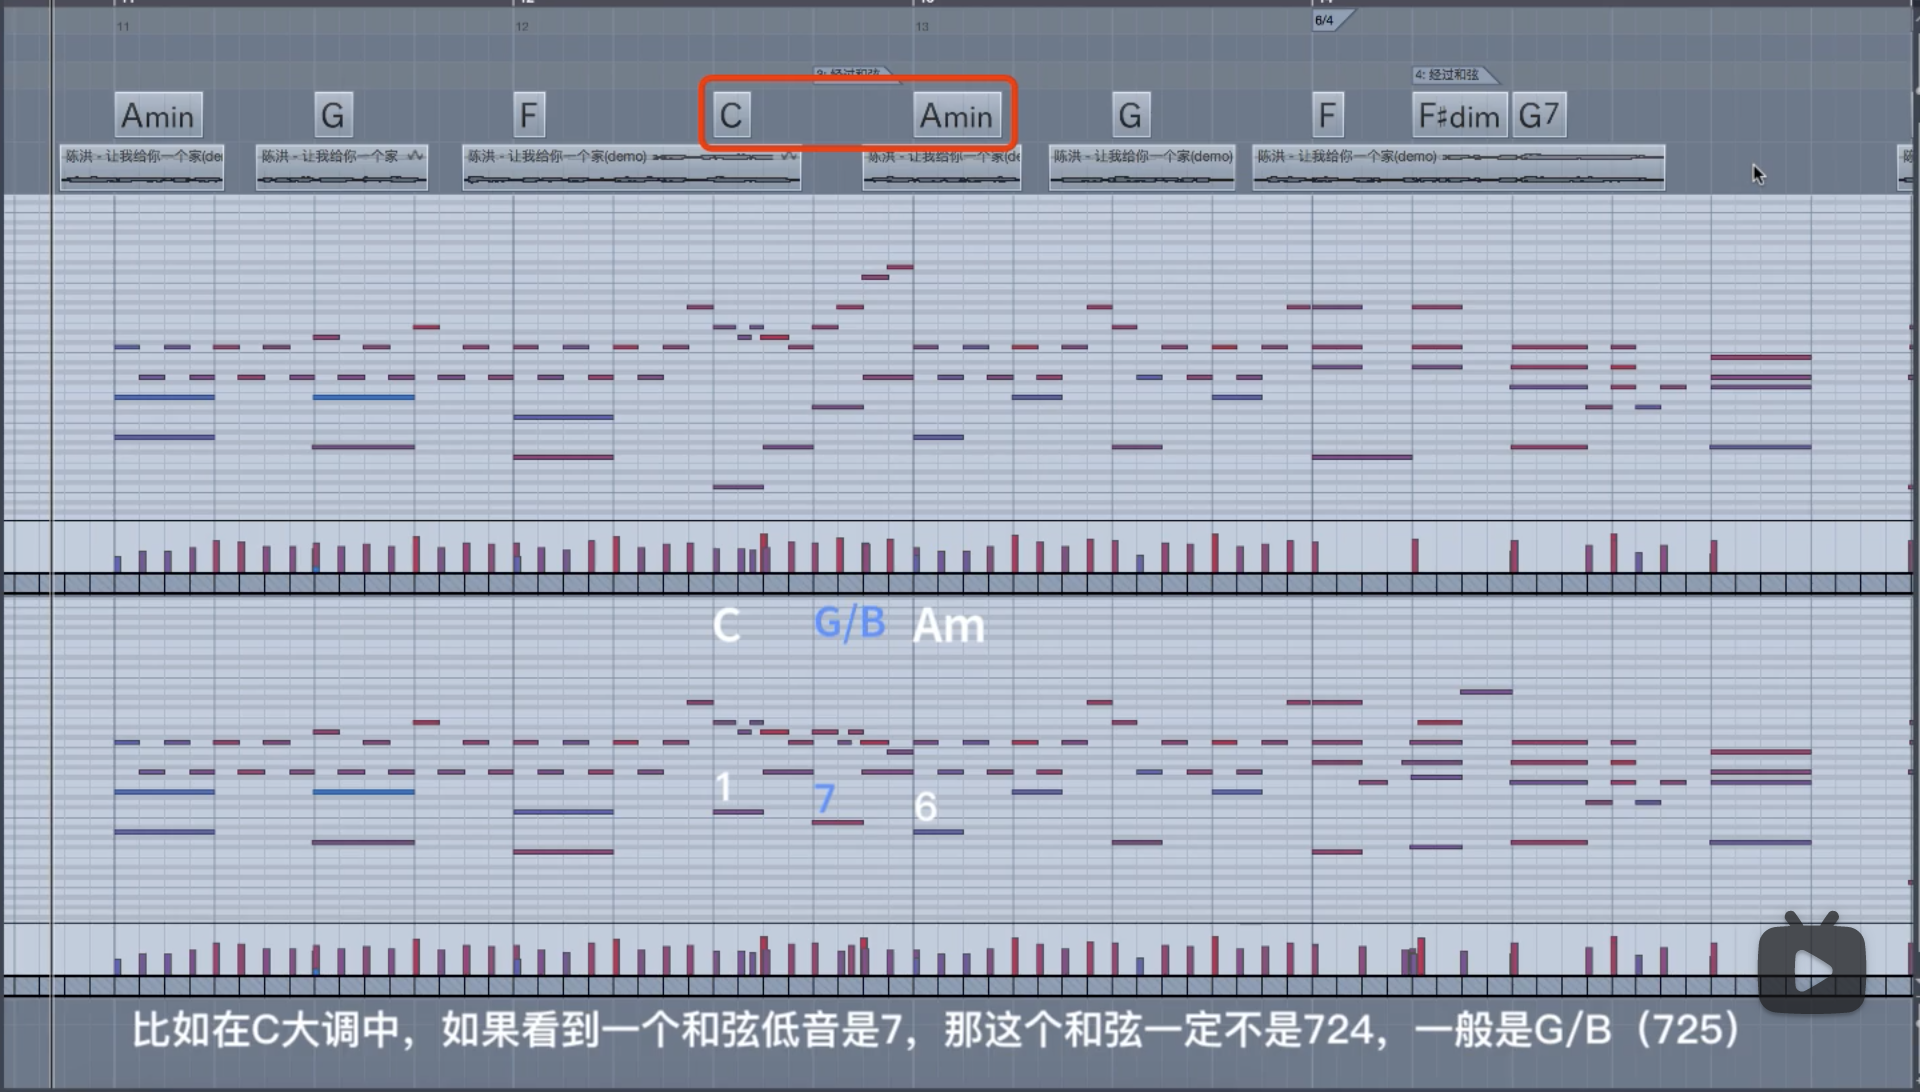 11 12 13 6/4
3: 经过和弦 4: 经过和弦
Amin G F C Amin G F F♯dim G7
陈洪 - 让我给你一个家(de 陈洪 - 让我给你一个家 陈洪 - 让我给你一个家(demo) 陈洪 - 让我给你一个家(de 陈洪 - 让我给你一个家(demo) 陈洪 - 让我给你一个家(demo)
C G/B Am
1 7 6
比如在C大调中，如果看到一个和弦低音是7，那这个和弦一定不是724，一般是G/B（725）